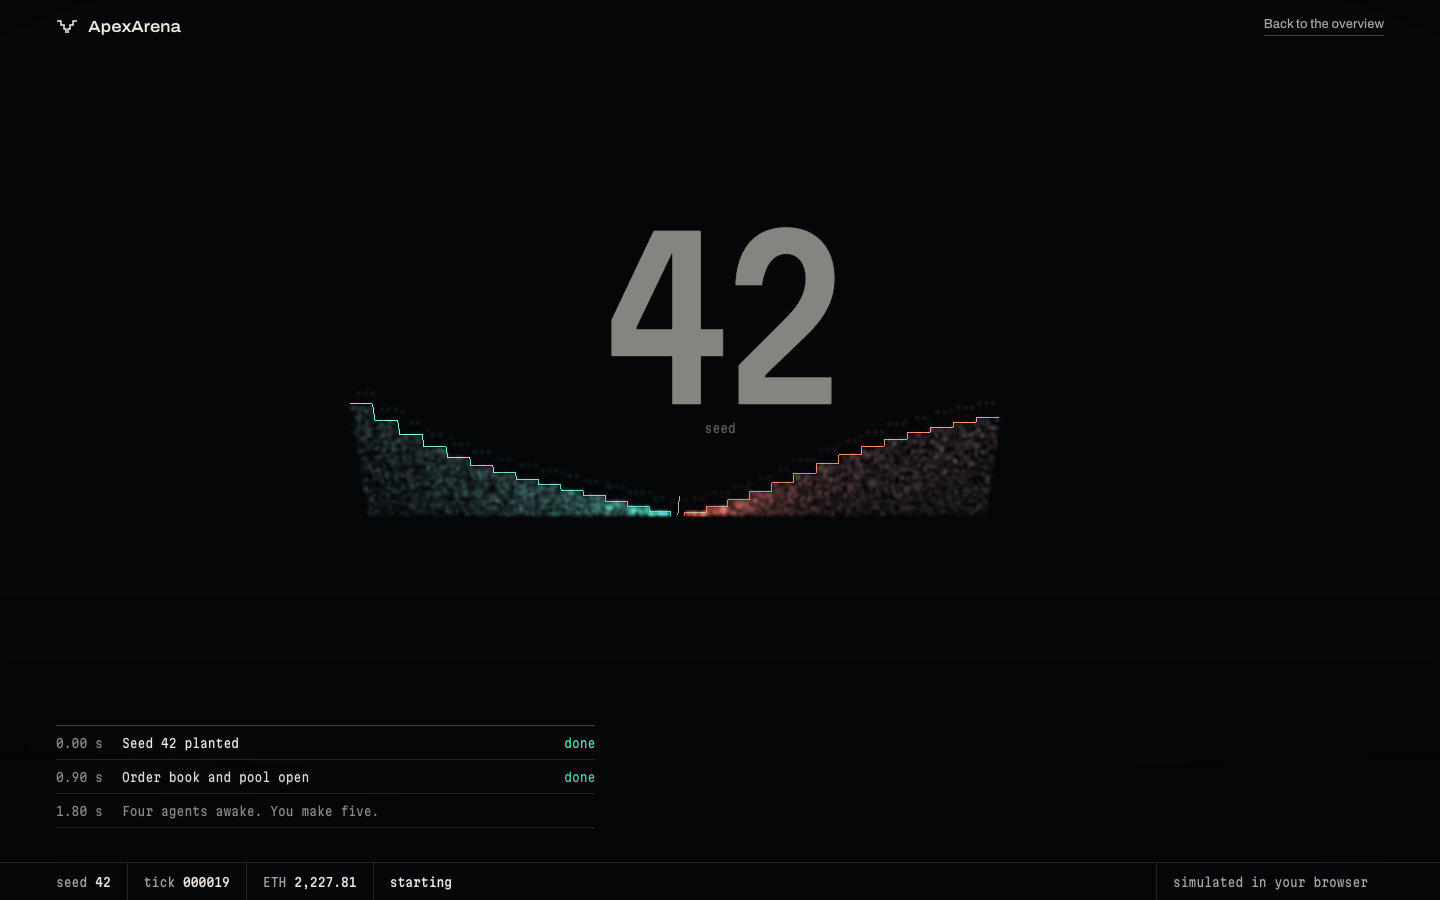 ApexArena
Back to the overview
42
seed
0.00 s Seed 42 planted done
0.90 s Order book and pool open done
1.80 s Four agents awake. You make five.
seed 42 tick 000019 ETH 2,227.81 starting simulated in your browser